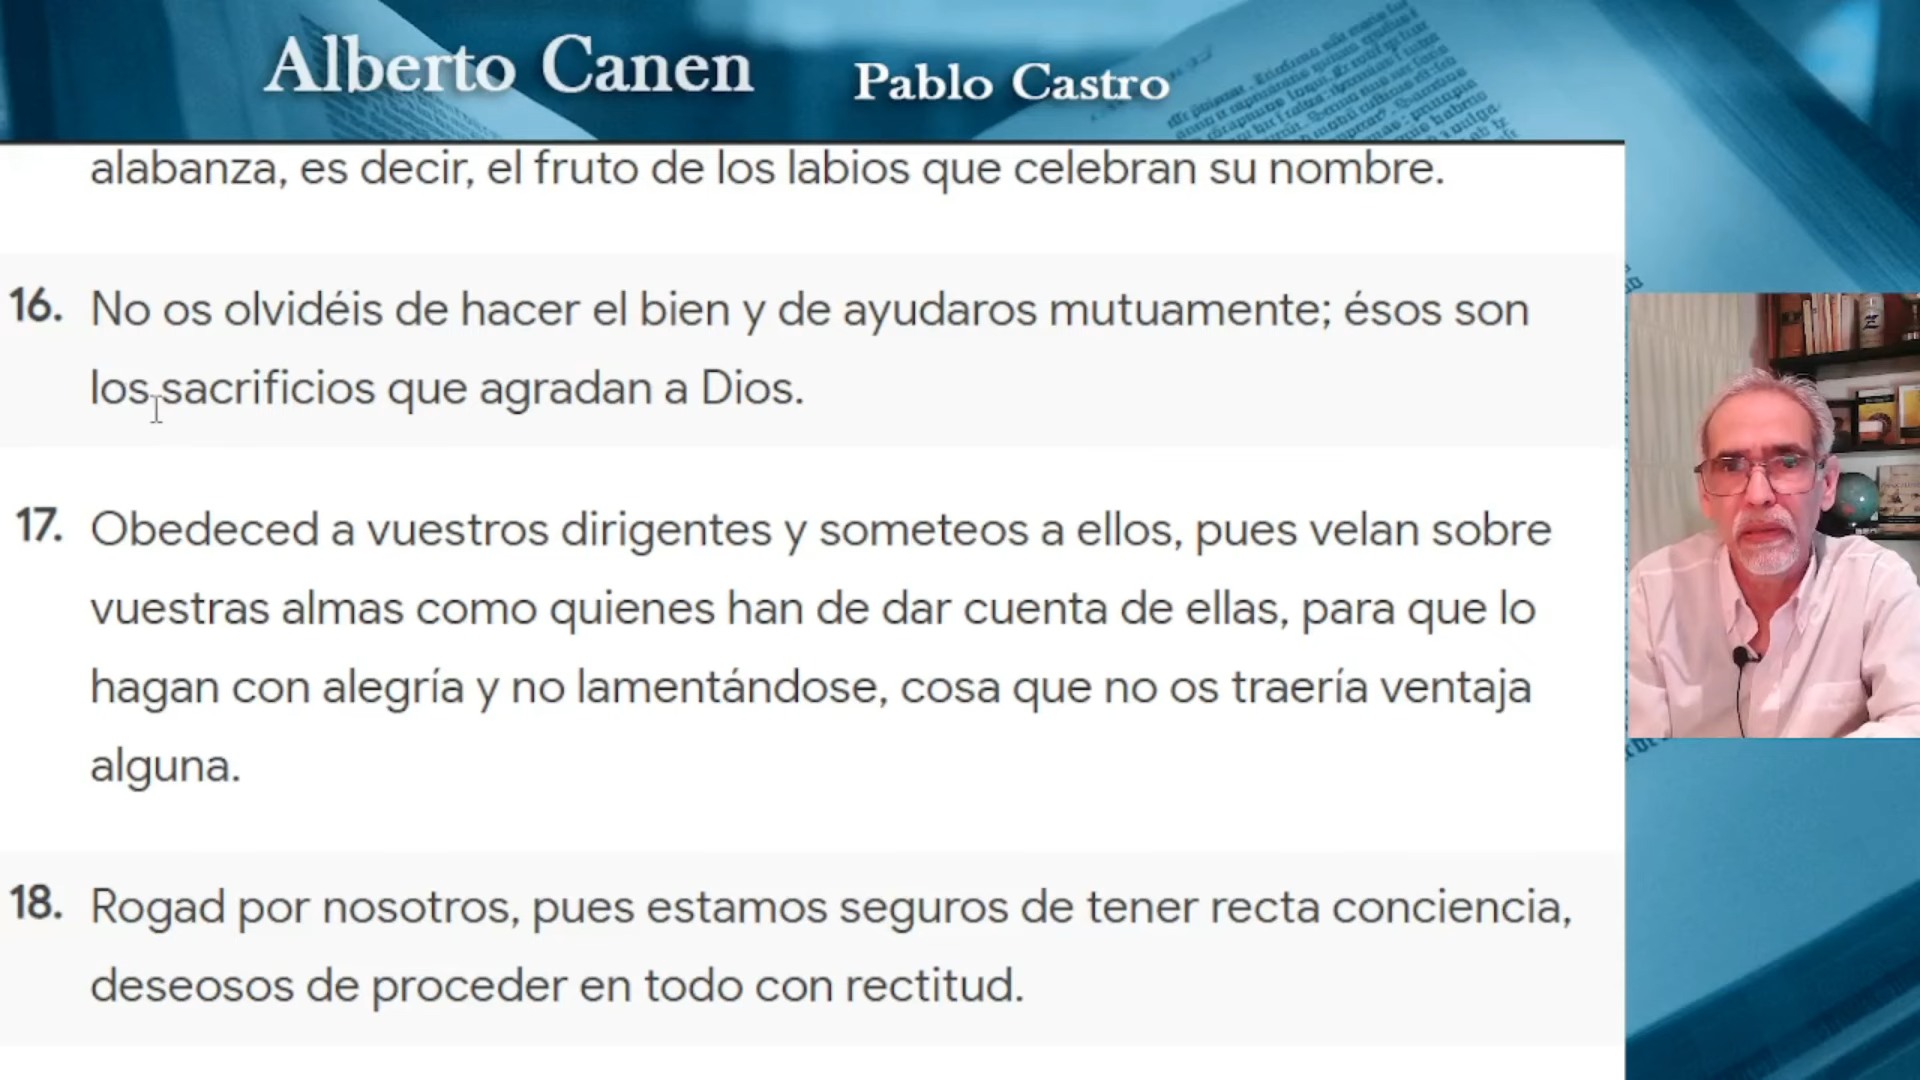 Alberto Canen
Pablo Castro
alabanza, es decir, el fruto de los labios que celebran su nombre.
16. No os olvidéis de hacer el bien y de ayudaros mutuamente; ésos son
los sacrificios que agradan a Dios.
17. Obedeced a vuestros dirigentes y someteos a ellos, pues velan sobre
vuestras almas como quienes han de dar cuenta de ellas, para que lo
hagan con alegría y no lamentándose, cosa que no os traería ventaja
alguna.
18. Rogad por nosotros, pues estamos seguros de tener recta conciencia,
deseosos de proceder en todo con rectitud.